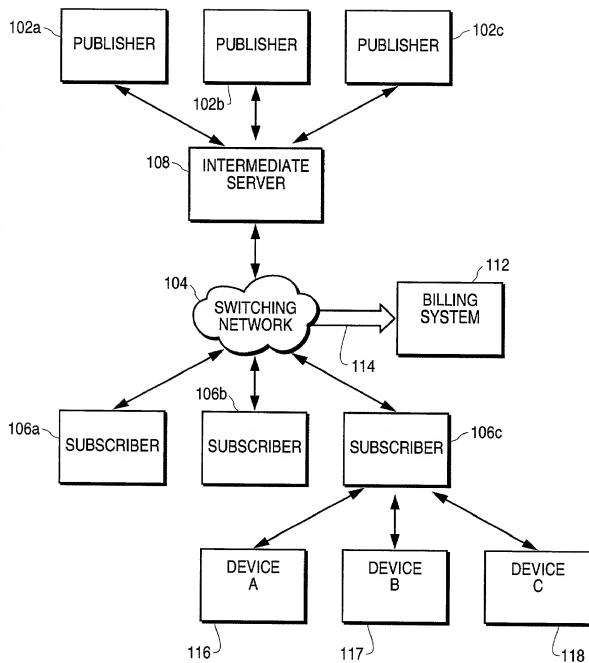 102a
PUBLISHER
PUBLISHER
PUBLISHER
102c
102b
108
INTERMEDIATE
SERVER
104
SWITCHING
NETWORK
112
BILLING
SYSTEM
114
106a
SUBSCRIBER
106b
SUBSCRIBER
SUBSCRIBER
106c
DEVICE
A
DEVICE
B
DEVICE
C
116
117
118